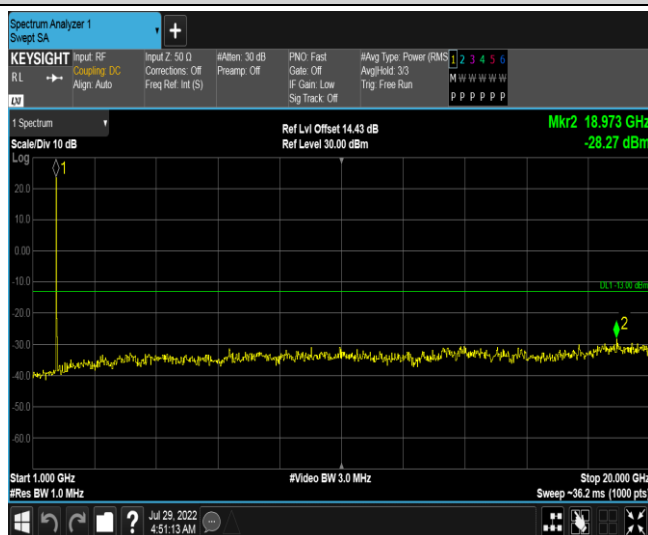 Spectrum Analyzer 1
Swept SA
KEYSIGHT
RL
LXI
Input: RF
Coupling: DC
Align: Auto
Input Z: 50 Ω
Corrections: Off
Freq Ref: Int (S)
#Atten: 30 dB
Preamp: Off
PNO: Fast
Gate: Off
IF Gain: Low
Sig Track: Off
#Avg Type: Power (RMS
Avg|Hold: 3/3
Trig: Free Run
1 2 3 4 5 6
M W W W W W
P P P P P P
1 Spectrum
Scale/Div 10 dB
Log
Ref Lvl Offset 14.43 dB
Ref Level 30.00 dBm
Mkr2 18.973 GHz
-28.27 dBm
1
20.0
10.0
0.00
-10.0
DL1 -13.00 dBm
2
-20.0
-30.0
-40.0
-50.0
-60.0
Start 1.000 GHz
#Video BW 3.0 MHz
Stop 20.000 GHz
#Res BW 1.0 MHz
Sweep ~36.2 ms (1000 pts)
?
Jul 29, 2022
4:51:13 AM